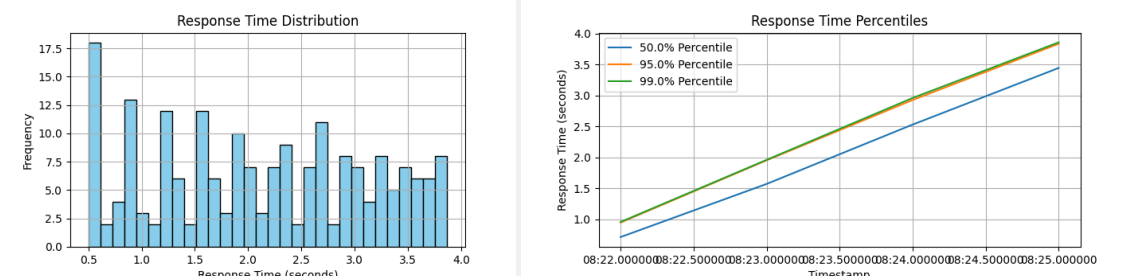 Response Time Distribution
17.5
15.0
12.5
10.0
7.5
5.0
2.5
0.0
Frequency
0.5 1.0 1.5 2.0 2.5 3.0 3.5 4.0
Response Time (seconds)
Response Time Percentiles
4.0
3.5
3.0
2.5
2.0
1.5
1.0
Response Time (seconds)
50.0% Percentile
95.0% Percentile
99.0% Percentile
08:22.000000 08:22.500000 08:23.000000 08:23.500000 08:24.000000 08:24.500000 08:25.000000
Timestamp